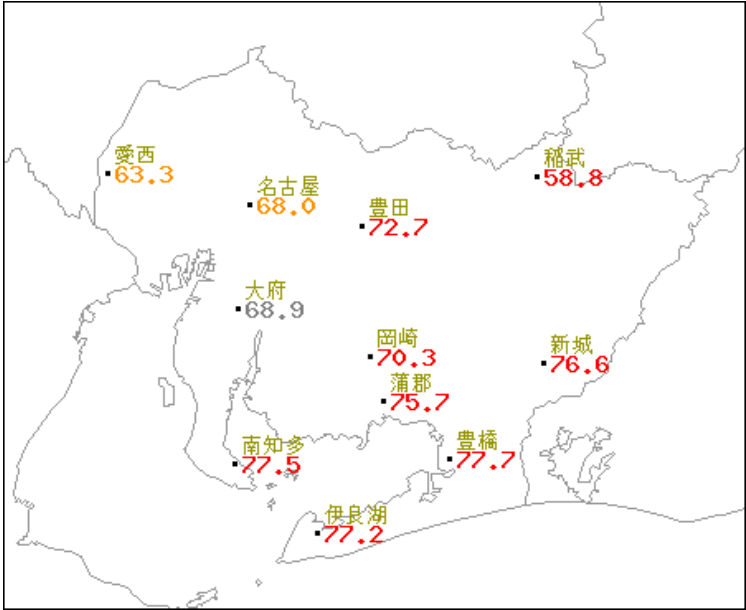 愛西
63.3
稲武
58.8
名古屋
68.0
豊田
72.7
大府
68.9
岡崎
70.3
新城
76.6
蒲郡
75.7
南知多
77.5
豊橋
77.7
伊良湖
77.2